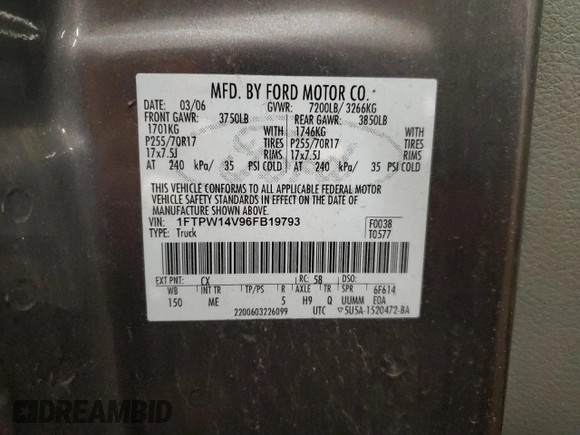 MFD. BY FORD MOTOR CO.
DATE: 03/06 GVWR: 7200LB/ 3266KG
FRONT GAWR: 3750LB REAR GAWR: 3850LB
1701KG WITH 1746KG WITH
P255/70R17 TIRES P255/70R17 TIRES
17x7.5J RIMS 17x7.5J RIMS
AT 240 kPa/ 35 PSI COLD AT 240 kPa/ 35 PSI COLD
THIS VEHICLE CONFORMS TO ALL APPLICABLE FEDERAL MOTOR
VEHICLE SAFETY STANDARDS IN EFFECT ON THE DATE OF
MANUFACTURE SHOWN ABOVE.
VIN: 1FTPW14V96FB19793 F0038
TYPE: Truck T0577
EXT PNT: CX RC: 58 DSO:
WB INT TR TP/PS R AXLE TR SPR 6F614
150 ME 5 H9 Q UUMM E0A
2200603226099 UTC 5U5A-1520472-BA
DREAMBID